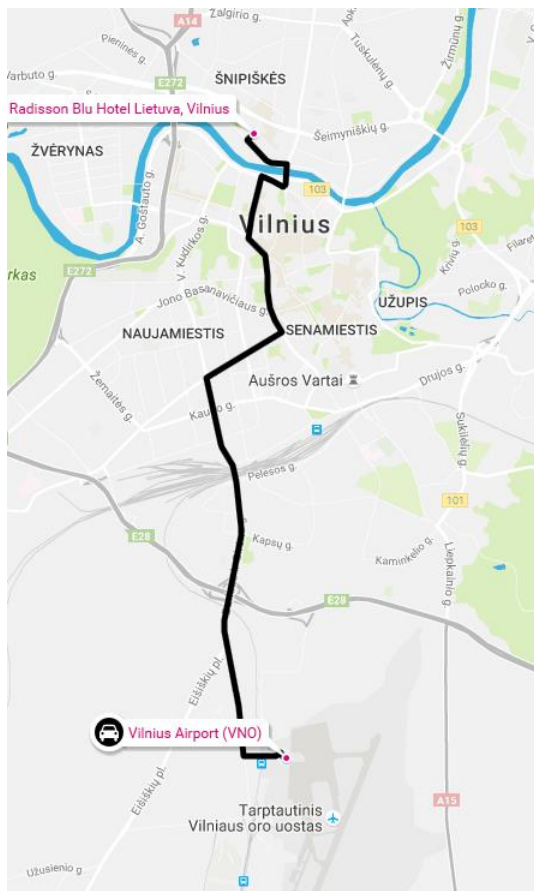 Žalgirio g.
A14
Pieninės g.
Apk
Tuskulėnų g.
Žirmūnų g.
Varbuto g.
E272
ŠNIPIŠKĖS
Radisson Blu Hotel Lietuva, Vilnius
Šeimyniškių g.
ŽVĖRYNAS
A. Goštauto g.
103
Vilnius
103
V. Kudirkos g.
Krivių g.
Filaret
E272
rkas
Polocko g.
Jono Basanavičiaus g.
UŽUPIS
NAUJAMIESTIS
SENAMIESTIS
Žemaitės g.
Aušros Vartai
Drujos g.
Kauno g.
Sukilėlių g.
Pelesos g.
101
E28
Kapsų g.
Kaminkelio g.
Liepkalnio g.
E28
Eišiškių pl.
Vilnius Airport (VNO)
Eišiškių pl.
A15
Tarptautinis
Vilniaus oro uostas
Užusienio g.